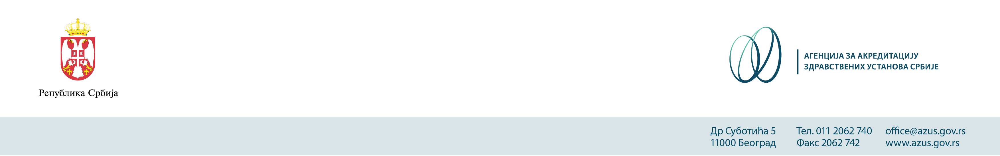 Република Србија
АГЕНЦИЈА ЗА АКРЕДИТАЦИЈУ
ЗДРАВСТВЕНИХ УСТАНОВА СРБИЈЕ
Др Суботића 5
11000 Београд
Тел. 011 2062 740
Факс 2062 742
office@azus.gov.rs
www.azus.gov.rs